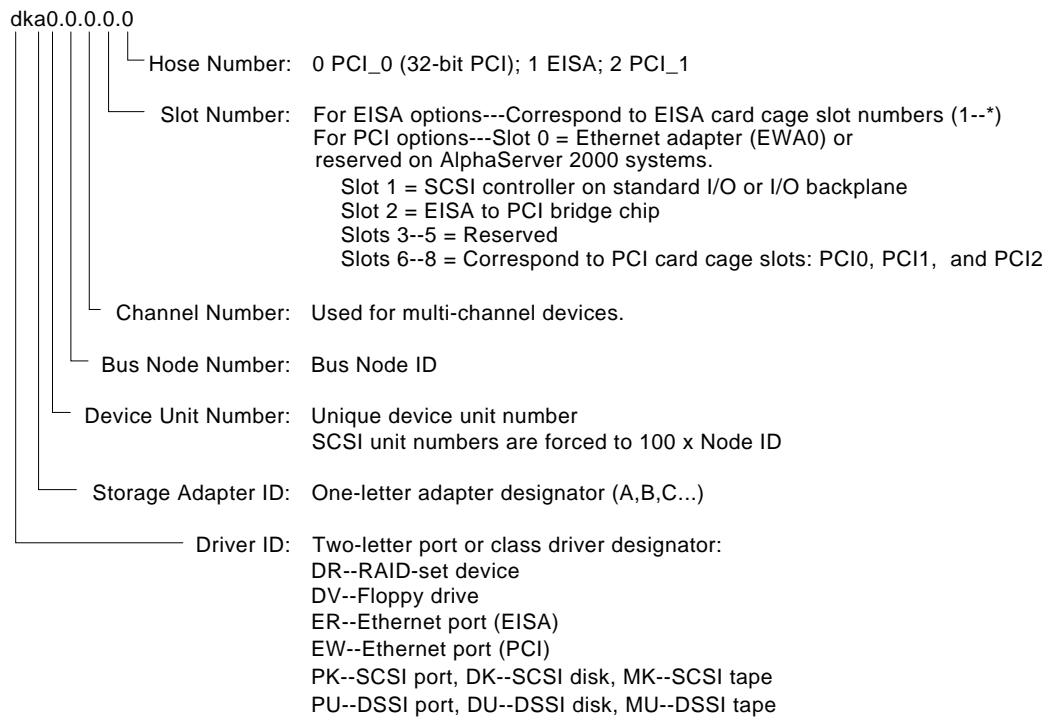 dka0.0.0.0.0
Hose Number: 0 PCI_0 (32-bit PCI); 1 EISA; 2 PCI_1
Slot Number: For EISA options---Correspond to EISA card cage slot numbers (1--*)
For PCI options---Slot 0 = Ethernet adapter (EWA0) or
reserved on AlphaServer 2000 systems.
Slot 1 = SCSI controller on standard I/O or I/O backplane
Slot 2 = EISA to PCI bridge chip
Slots 3--5 = Reserved
Slots 6--8 = Correspond to PCI card cage slots: PCI0, PCI1, and PCI2
Channel Number: Used for multi-channel devices.
Bus Node Number: Bus Node ID
Device Unit Number: Unique device unit number
SCSI unit numbers are forced to 100 x Node ID
Storage Adapter ID: One-letter adapter designator (A,B,C...)
Driver ID: Two-letter port or class driver designator:
DR--RAID-set device
DV--Floppy drive
ER--Ethernet port (EISA)
EW--Ethernet port (PCI)
PK--SCSI port, DK--SCSI disk, MK--SCSI tape
PU--DSSI port, DU--DSSI disk, MU--DSSI tape